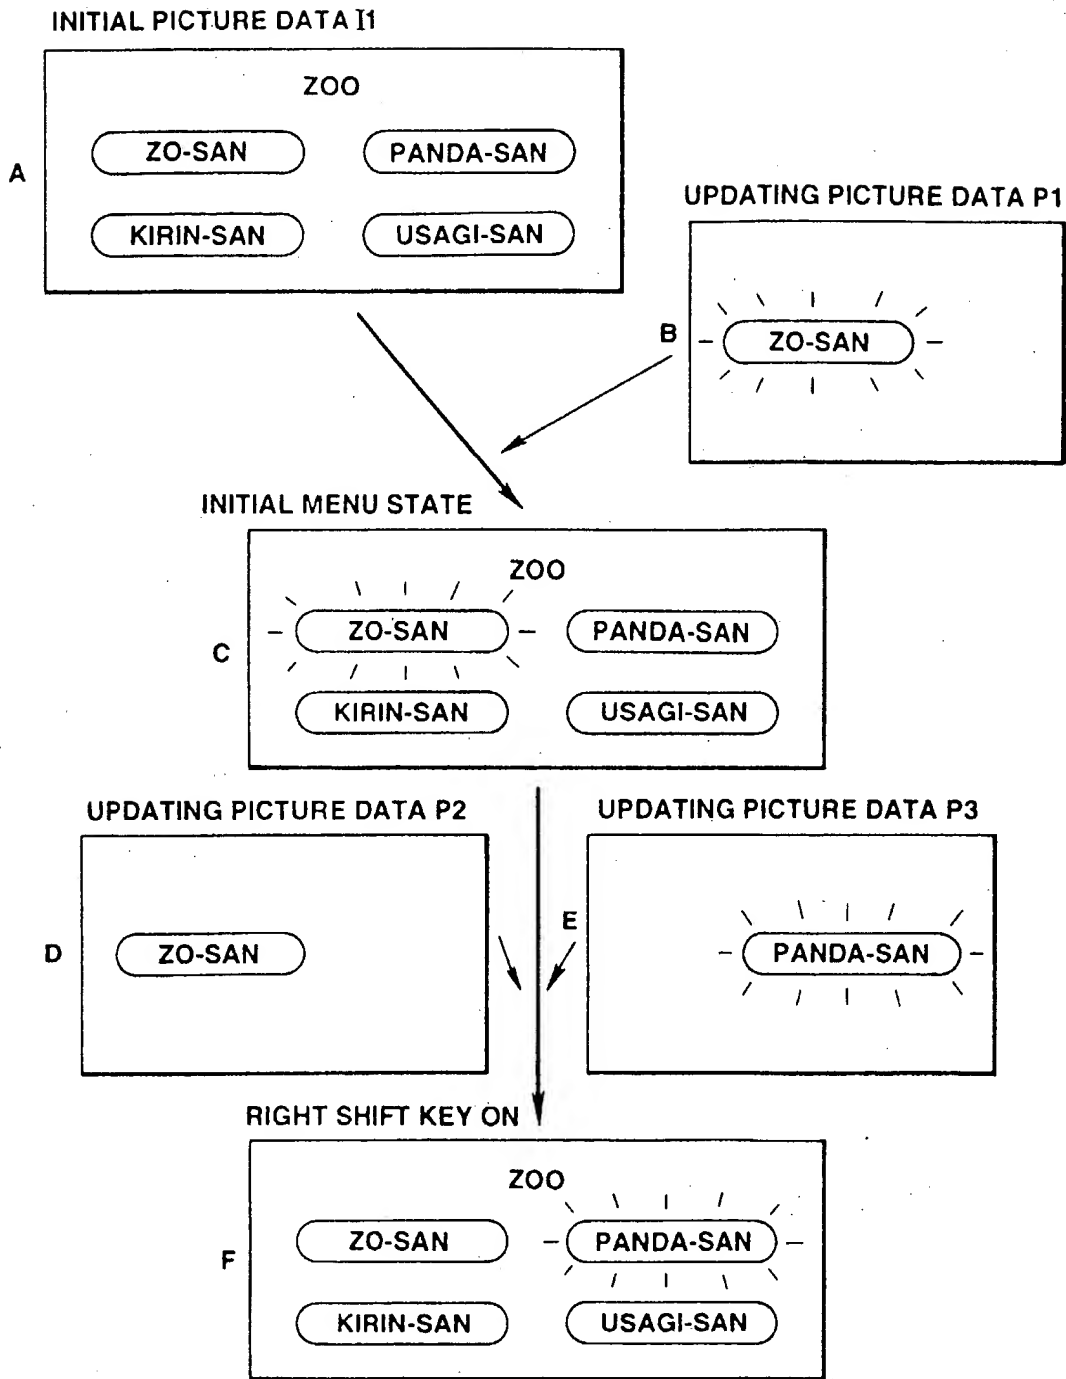 INITIAL PICTURE DATA I1
ZOO
A
ZO-SAN PANDA-SAN
KIRIN-SAN USAGI-SAN
UPDATING PICTURE DATA P1
B
ZO-SAN
INITIAL MENU STATE
ZOO
C
ZO-SAN PANDA-SAN
KIRIN-SAN USAGI-SAN
UPDATING PICTURE DATA P2
D
ZO-SAN
UPDATING PICTURE DATA P3
E
PANDA-SAN
RIGHT SHIFT KEY ON
ZOO
F
ZO-SAN PANDA-SAN
KIRIN-SAN USAGI-SAN